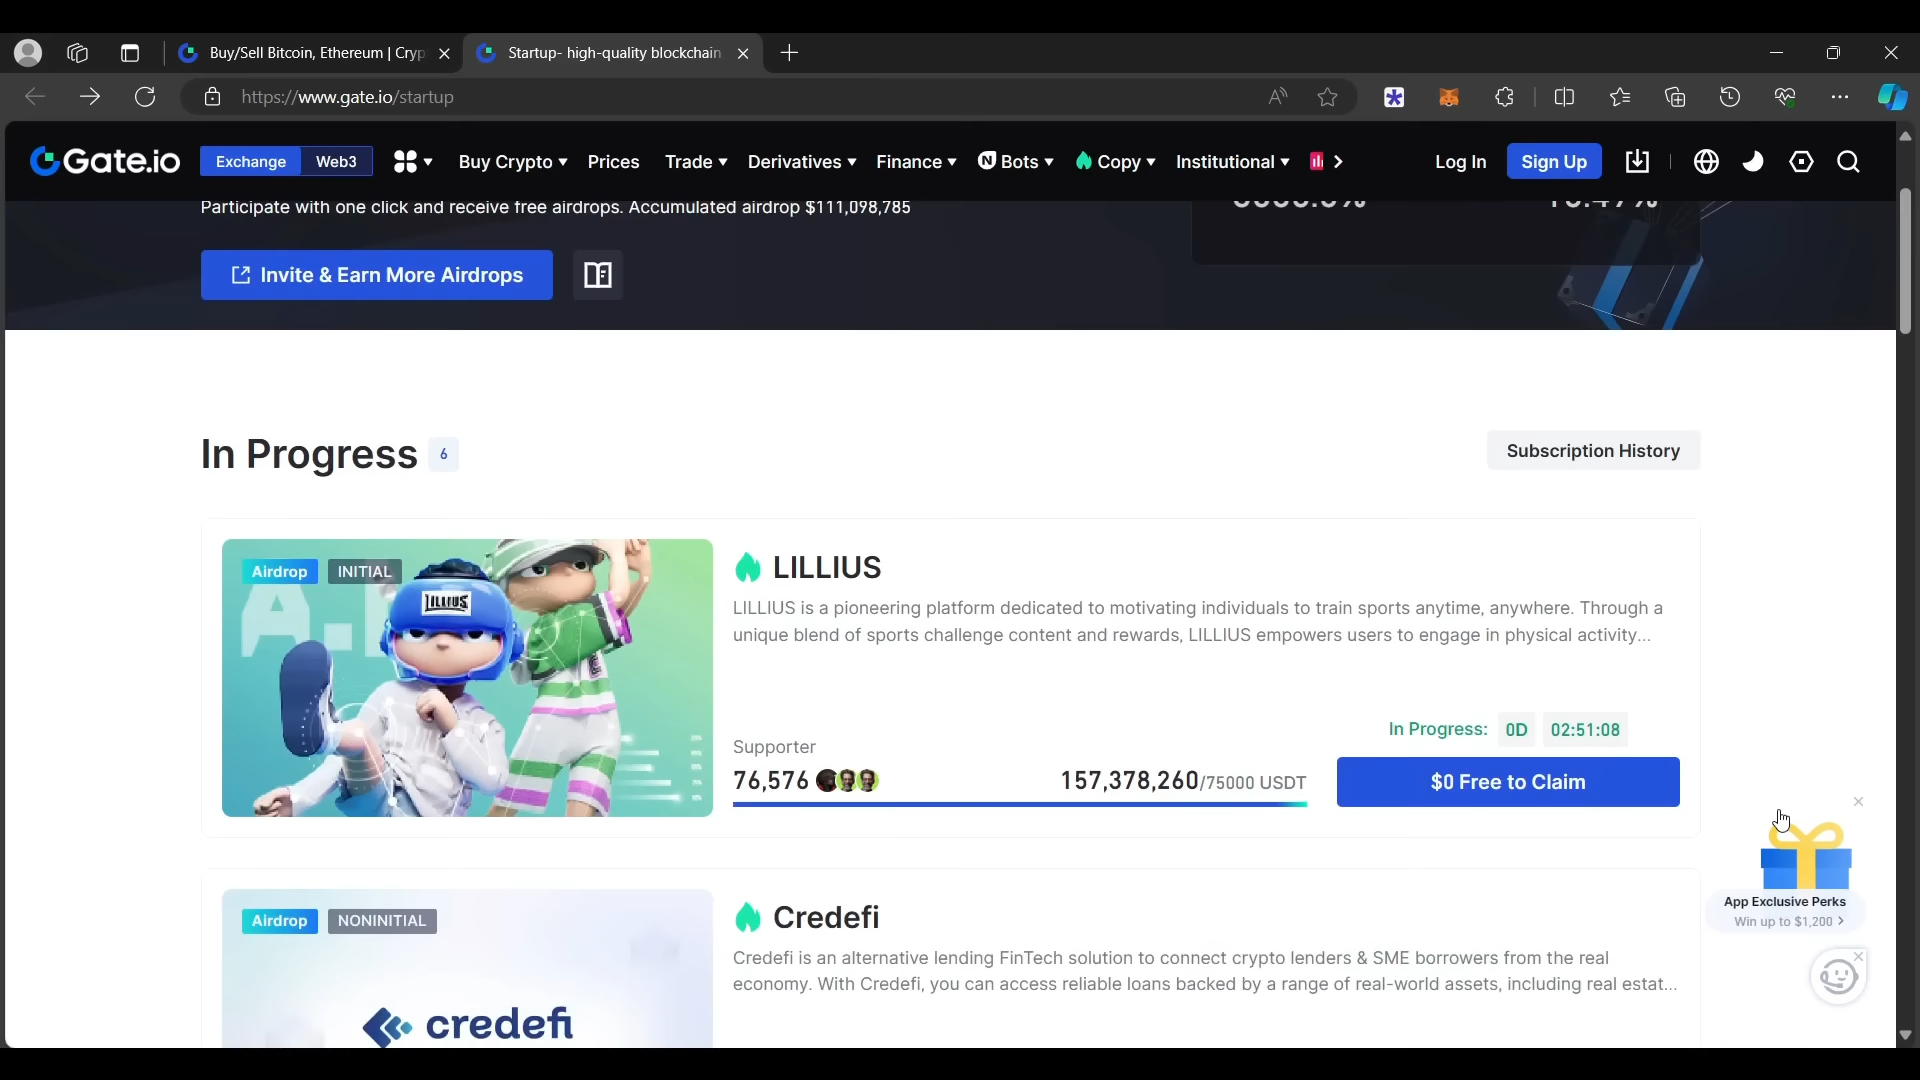 Buy/Sell Bitcoin, Ethereum | Cryp
Startup- high-quality blockchain
https://www.gate.io/startup
Gate.io
Exchange
Web3
Buy Crypto
Prices
Trade
Derivatives
Finance
Bots
Copy
Institutional
Log In
Sign Up
Participate with one click and receive free airdrops. Accumulated airdrop $111,098,785
Invite & Earn More Airdrops
In Progress 6
Subscription History
Airdrop
INITIAL
A.I
LILLIUS
LILLIUS
LILLIUS is a pioneering platform dedicated to motivating individuals to train sports anytime, anywhere. Through a
unique blend of sports challenge content and rewards, LILLIUS empowers users to engage in physical activity...
In Progress: 0D 02:51:08
Supporter
76,576
157,378,260/75000 USDT
$0 Free to Claim
App Exclusive Perks
Win up to $1,200 >
Airdrop
NONINITIAL
credefi
Credefi
Credefi is an alternative lending FinTech solution to connect crypto lenders & SME borrowers from the real
economy. With Credefi, you can access reliable loans backed by a range of real-world assets, including real estat...